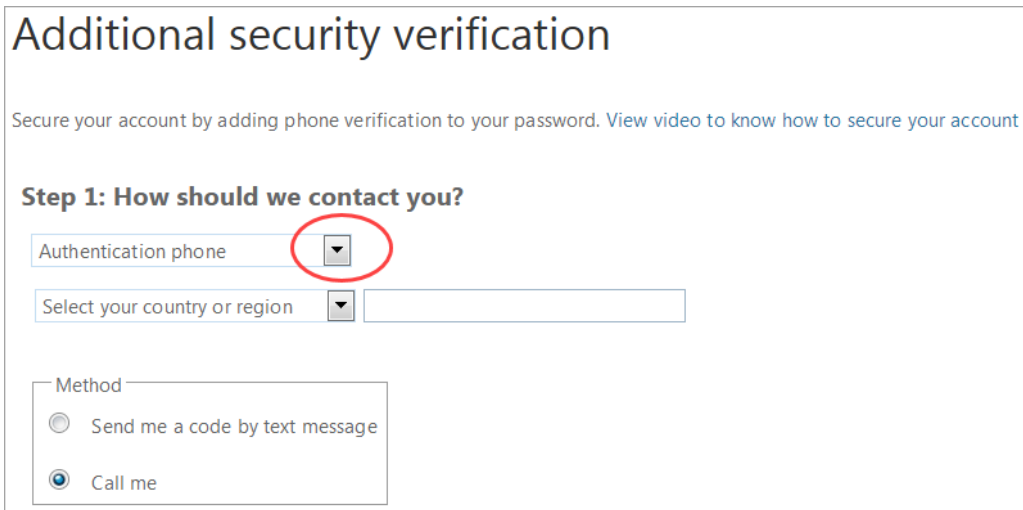 Additional security verification
Secure your account by adding phone verification to your password. View video to know how to secure your account
Step 1: How should we contact you?
Authentication phone
Select your country or region
Method
Send me a code by text message
Call me